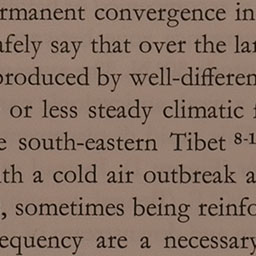 rmanent convergence in
afely say that over the lar
produced by well-differen
or less steady climatic f
e south-eastern Tibet 8-1
th a cold air outbreak a
, sometimes being reinfo
equency are a necessary